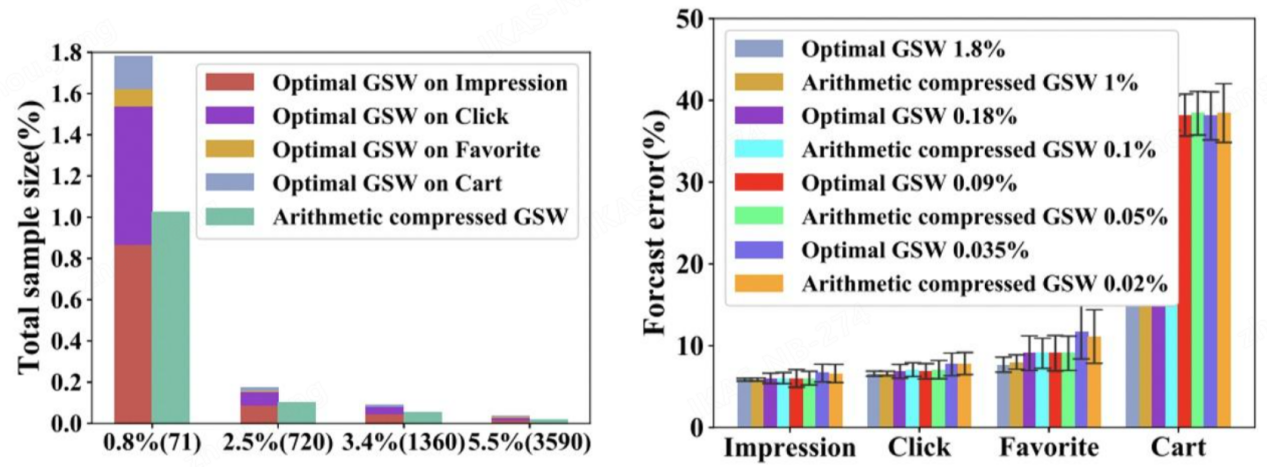 Total sample size(%)
1.8
1.6
1.4
1.2
1.0
0.8
0.6
0.4
0.2
0.0
Optimal GSW on Impression
Optimal GSW on Click
Optimal GSW on Favorite
Optimal GSW on Cart
Arithmetic compressed GSW
0.8%(71) 2.5%(720) 3.4%(1360) 5.5%(3590)
Forcast error(%)
50
40
30
20
10
0
Optimal GSW 1.8%
Arithmetic compressed GSW 1%
Optimal GSW 0.18%
Arithmetic compressed GSW 0.1%
Optimal GSW 0.09%
Arithmetic compressed GSW 0.05%
Optimal GSW 0.035%
Arithmetic compressed GSW 0.02%
Impression Click Favorite Cart